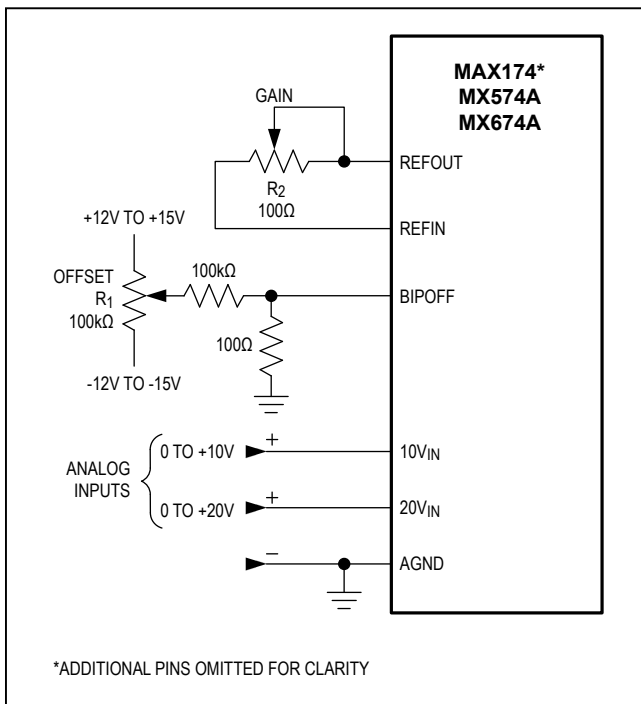 MAX174*
MX574A
MX674A
GAIN
REFOUT
R2
100Ω
REFIN
+12V TO +15V
OFFSET
R1
100kΩ
100kΩ
BIPOFF
100Ω
-12V TO -15V
ANALOG
INPUTS
0 TO +10V
+
10VIN
0 TO +20V
+
20VIN
−
AGND
*ADDITIONAL PINS OMITTED FOR CLARITY